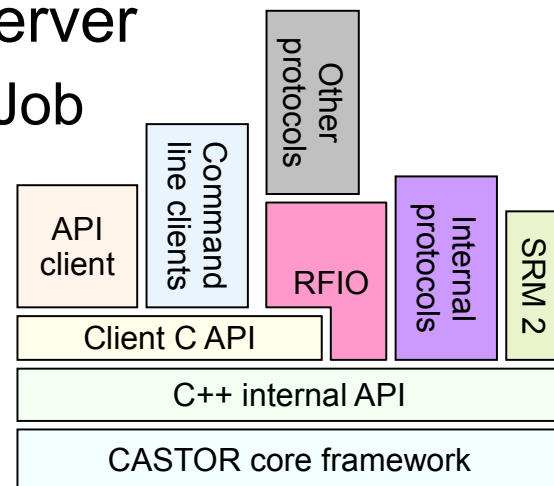 erver
Job
Other
protocols
Command
line clients
Internal
protocols
API
client
SRM 2
RFIO
Client C API
C++ internal API
CASTOR core framework